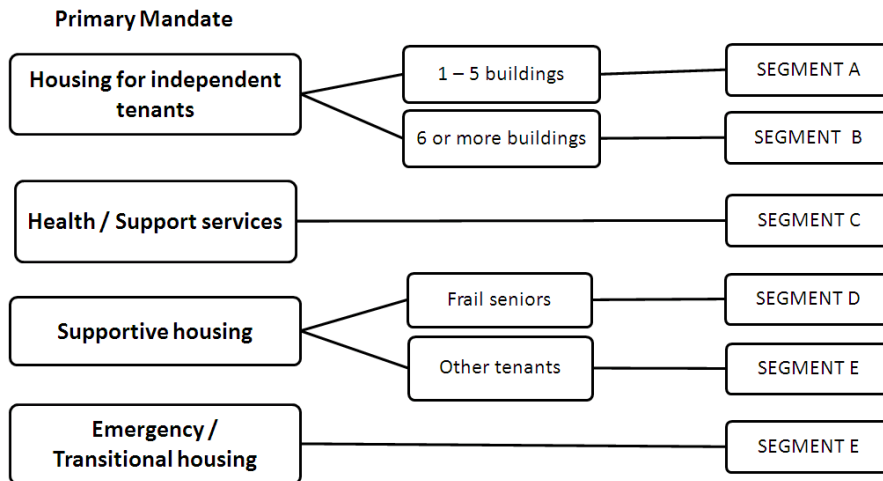 Primary Mandate
Housing for independent
tenants
1 – 5 buildings
SEGMENT A
6 or more buildings
SEGMENT B
Health / Support services
SEGMENT C
Supportive housing
Frail seniors
SEGMENT D
Other tenants
SEGMENT E
Emergency /
Transitional housing
SEGMENT E